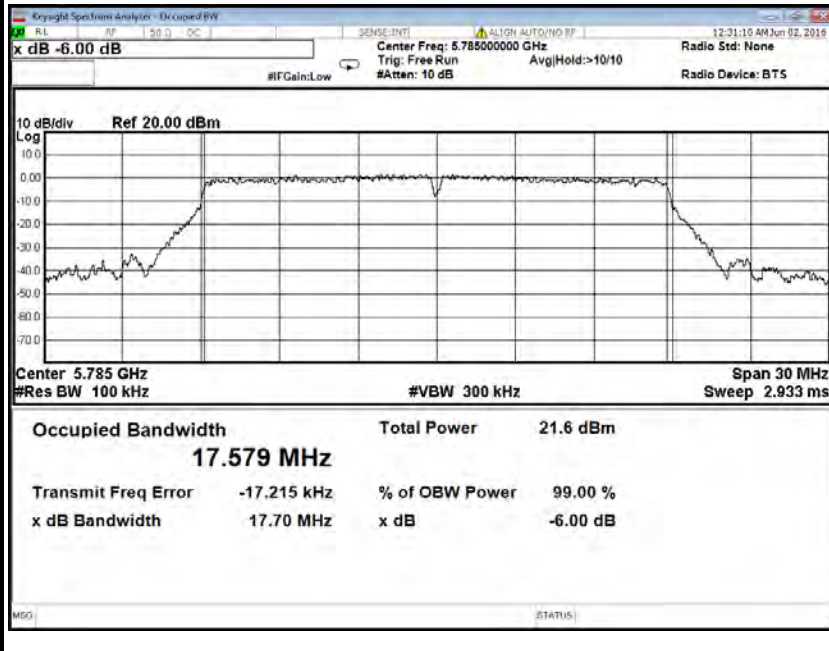 Keysight Spectrum Analyzer - Occupied BW
RL RF 50 Ω DC SENSE:INT ALIGN AUTO/NO RF 12:31:10 AM Jun 02, 2016
x dB -6.00 dB
Center Freq: 5.785000000 GHz
Radio Std: None
Trig: Free Run Avg|Hold:>10/10
#IFGain:Low #Atten: 10 dB Radio Device: BTS
10 dB/div Ref 20.00 dBm
Log
10.0
0.00
-10.0
-20.0
-30.0
-40.0
-50.0
-60.0
-70.0
Center 5.785 GHz Span 30 MHz
#Res BW 100 kHz #VBW 300 kHz Sweep 2.933 ms
Occupied Bandwidth Total Power 21.6 dBm
17.579 MHz
Transmit Freq Error -17.215 kHz % of OBW Power 99.00 %
x dB Bandwidth 17.70 MHz x dB -6.00 dB
MSG STATUS